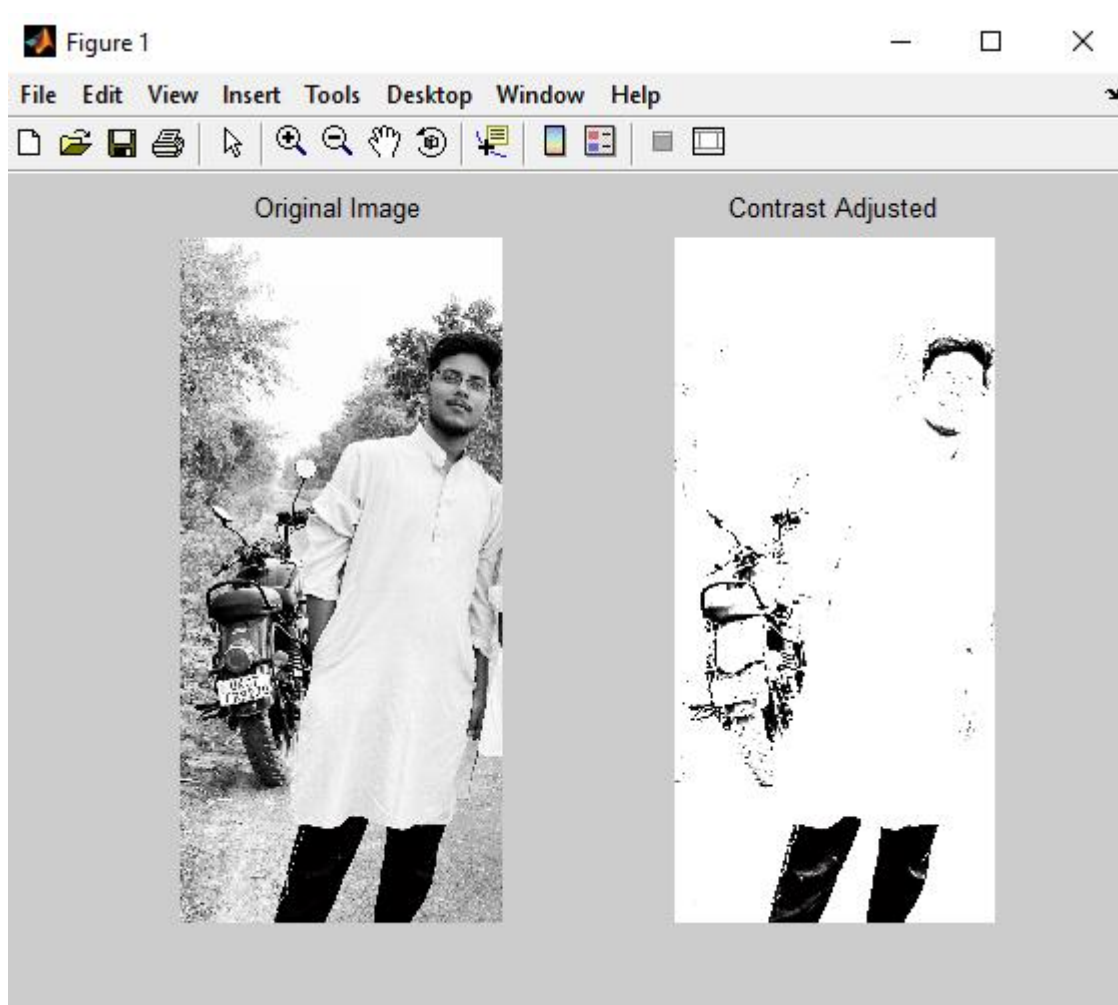 Figure 1
File Edit View Insert Tools Desktop Window Help
Original Image
Contrast Adjusted